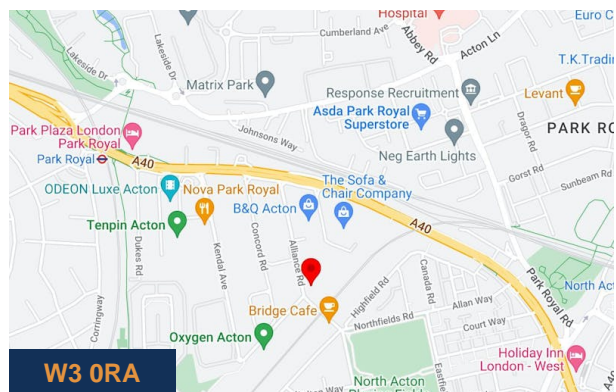 Hospital
Euro C
Cumberland Ave
Abbey Rd
Acton Ln
Lakeside Dr
Lakeside Dr
T.K.Tradin
Matrix Park
Response Recruitment
Levant
Asda Park Royal
Superstore
Dragor Rd
PARK RO
Park Plaza London
Park Royal
Johnsons Way
Neg Earth Lights
Park Royal
A40
Gorst Rd
Sunbeam Rd
ODEON Luxe Acton
Nova Park Royal
The Sofa &
Chair Company
B&Q Acton
Tenpin Acton
A40
Dukes Rd
Kendal Ave
Concord Rd
Alliance Rd
Canada Rd
Park Royal Rd
North Ac
Corringway
Highfield Rd
Allan Way
Bridge Cafe
Northfields Rd
Court Way
Oxygen Acton
Eastfie
Holiday Inn
London - West
W3 0RA
North Acton